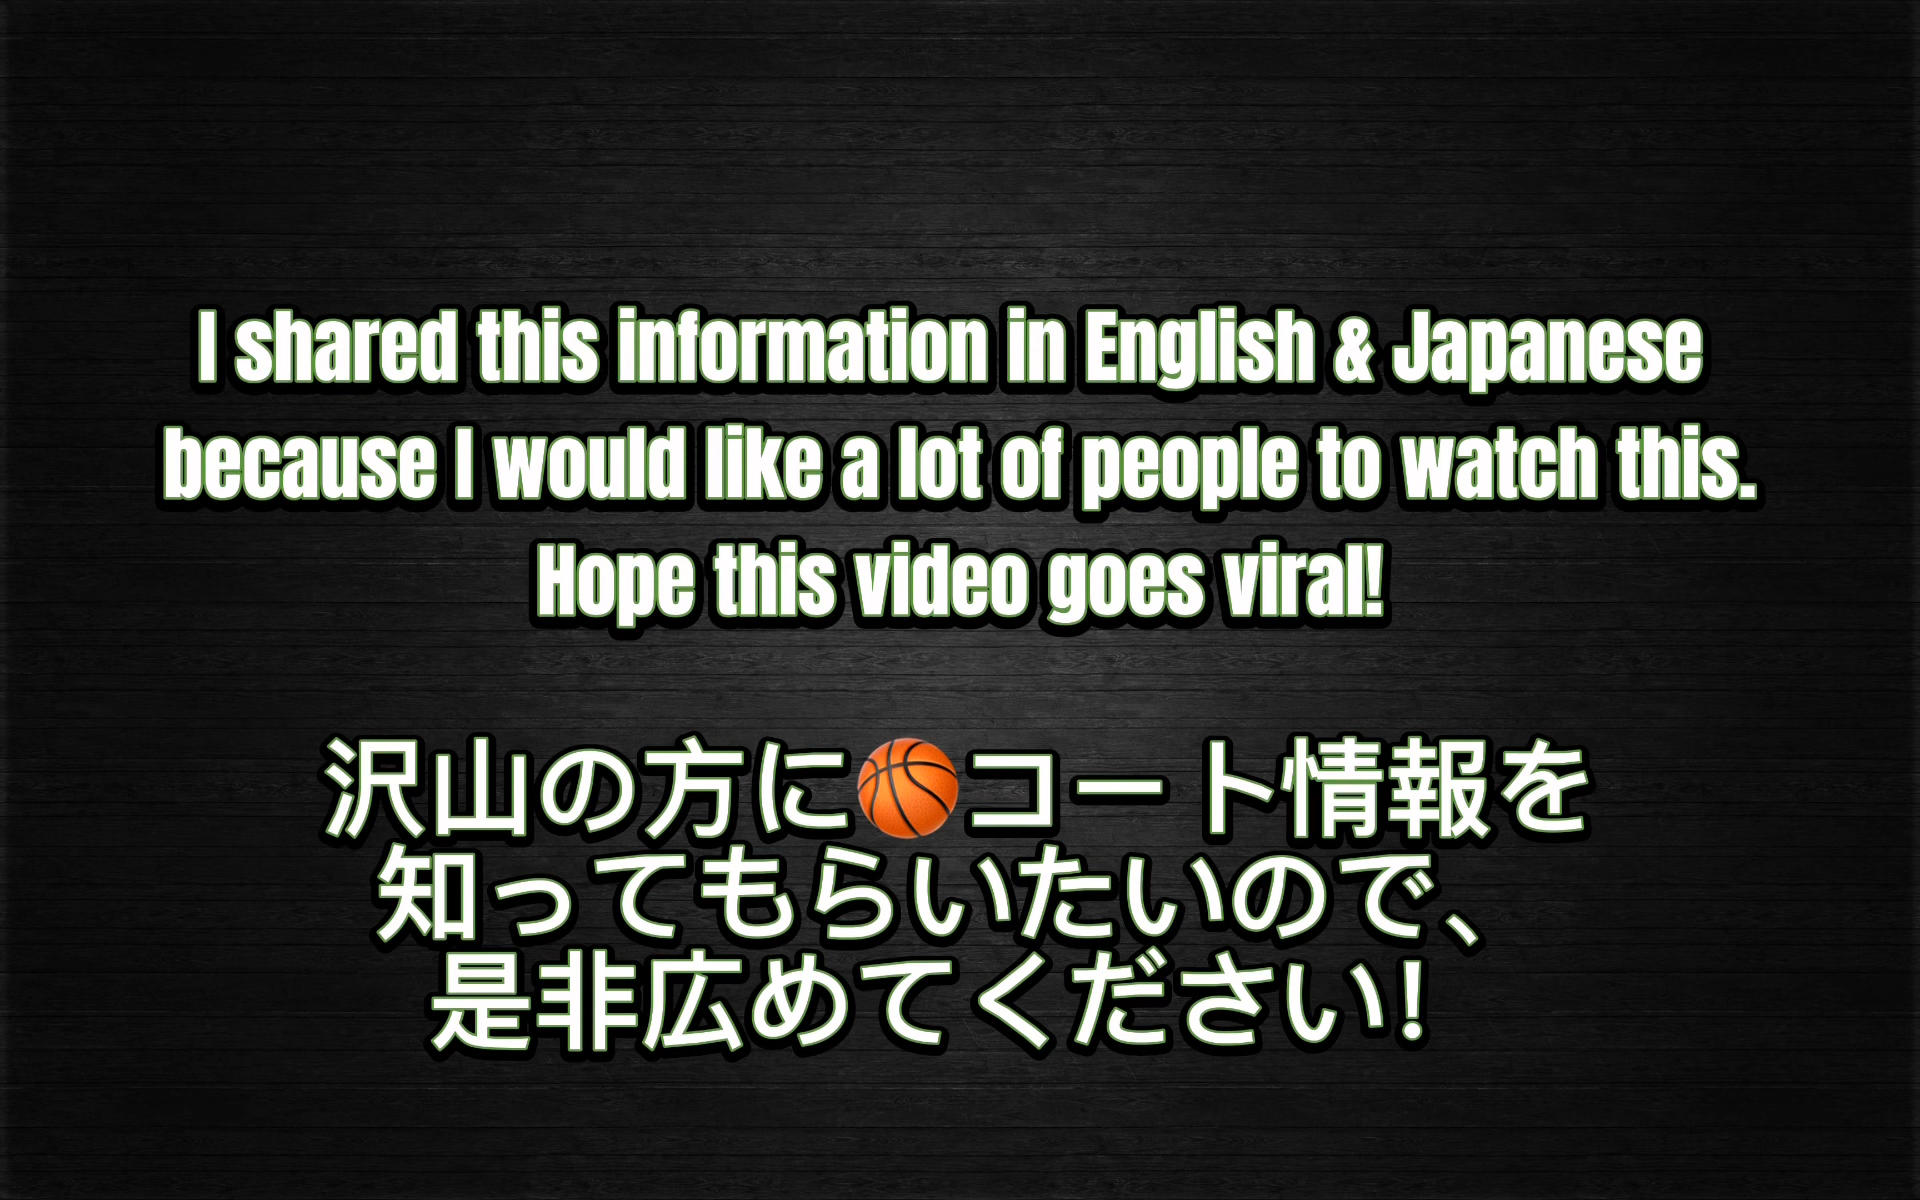 I shared this information in English & Japanese
because I would like a lot of people to watch this.
Hope this video goes viral!
沢山の方に🏀コート情報を
知ってもらいたいので、
是非広めてください!